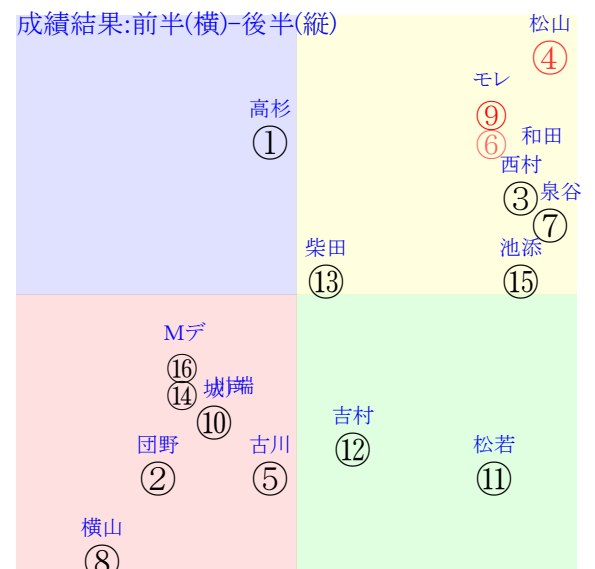 成績結果:前半(横)-後半(縦)
松山
④
モレ
⑨
高杉
①
⑥
和田
西村
③
泉谷
⑦
柴田
⑬
池添
⑮
Mデ
⑯
⑭
⑩
吉村
⑫
団野
②
古川
⑤
松若
⑪
横山
⑧